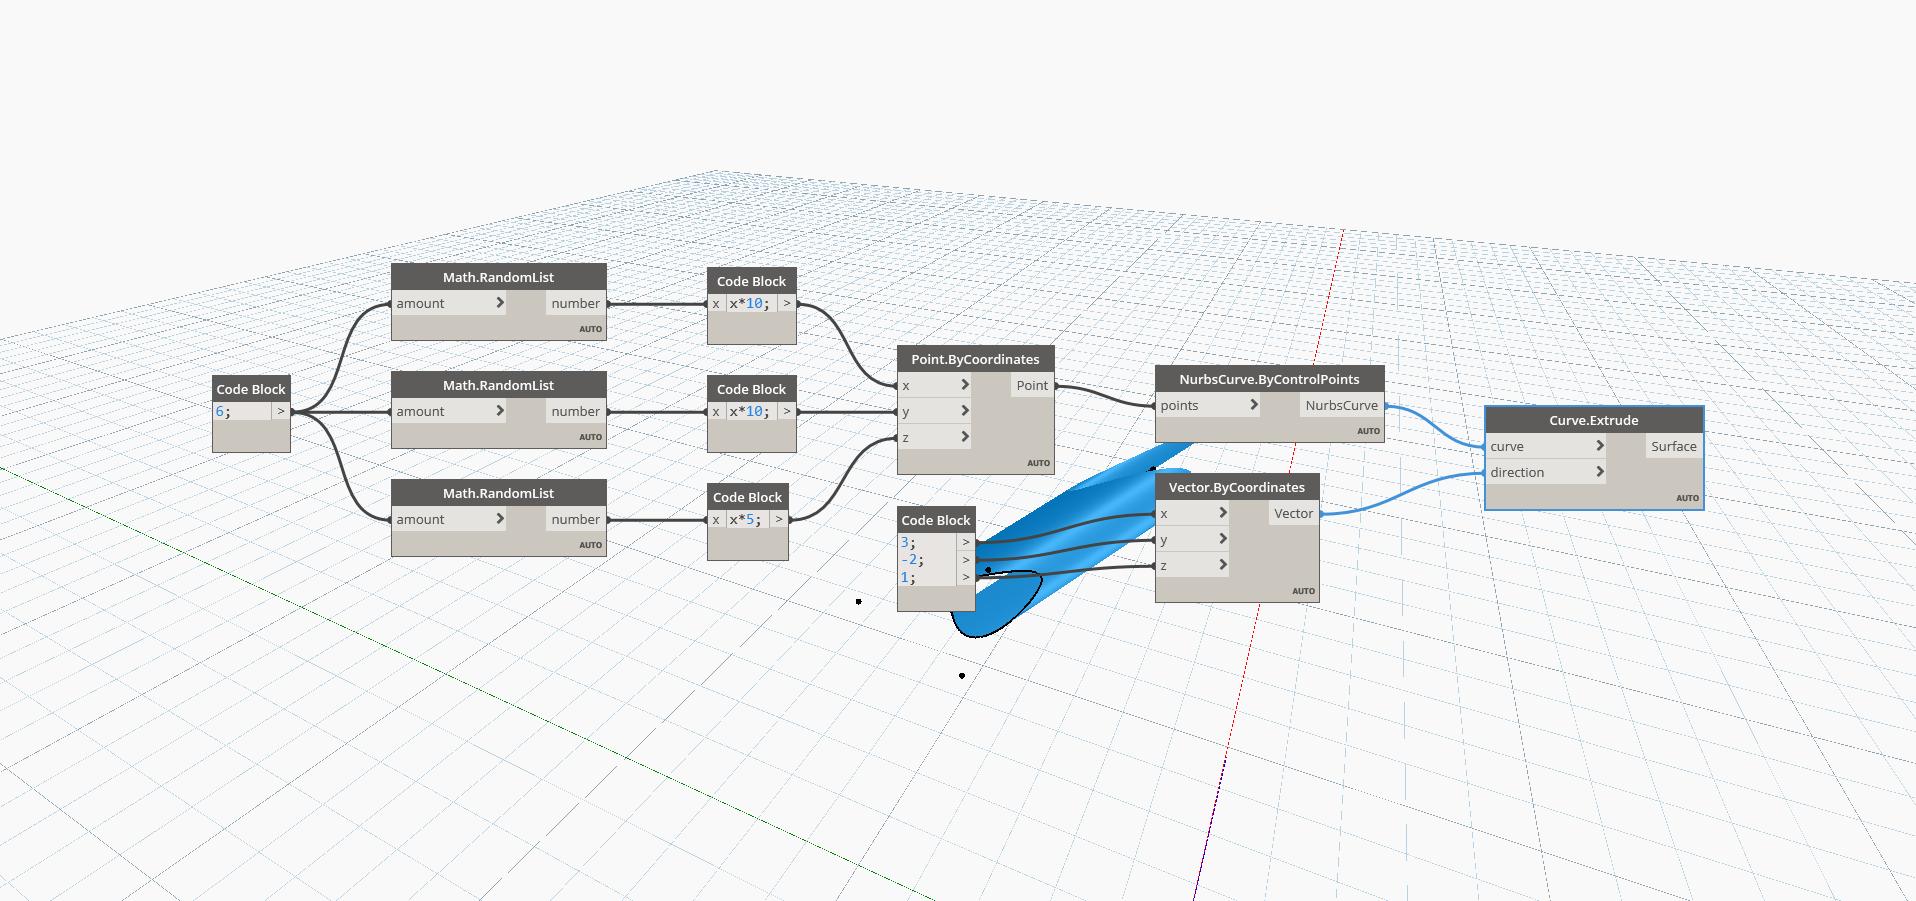 Code Block
6; >
Math.RandomList
amount > number
AUTO
Math.RandomList
amount > number
AUTO
Math.RandomList
amount > number
AUTO
Code Block
x x*10; >
Code Block
x x*10; >
Code Block
x x*5; >
Point.ByCoordinates
x > Point
y >
z >
AUTO
Code Block
3; >
-2; >
1; >
NurbsCurve.ByControlPoints
points > NurbsCurve
AUTO
Vector.ByCoordinates
x > Vector
y >
z >
AUTO
Curve.Extrude
curve > Surface
direction >
AUTO